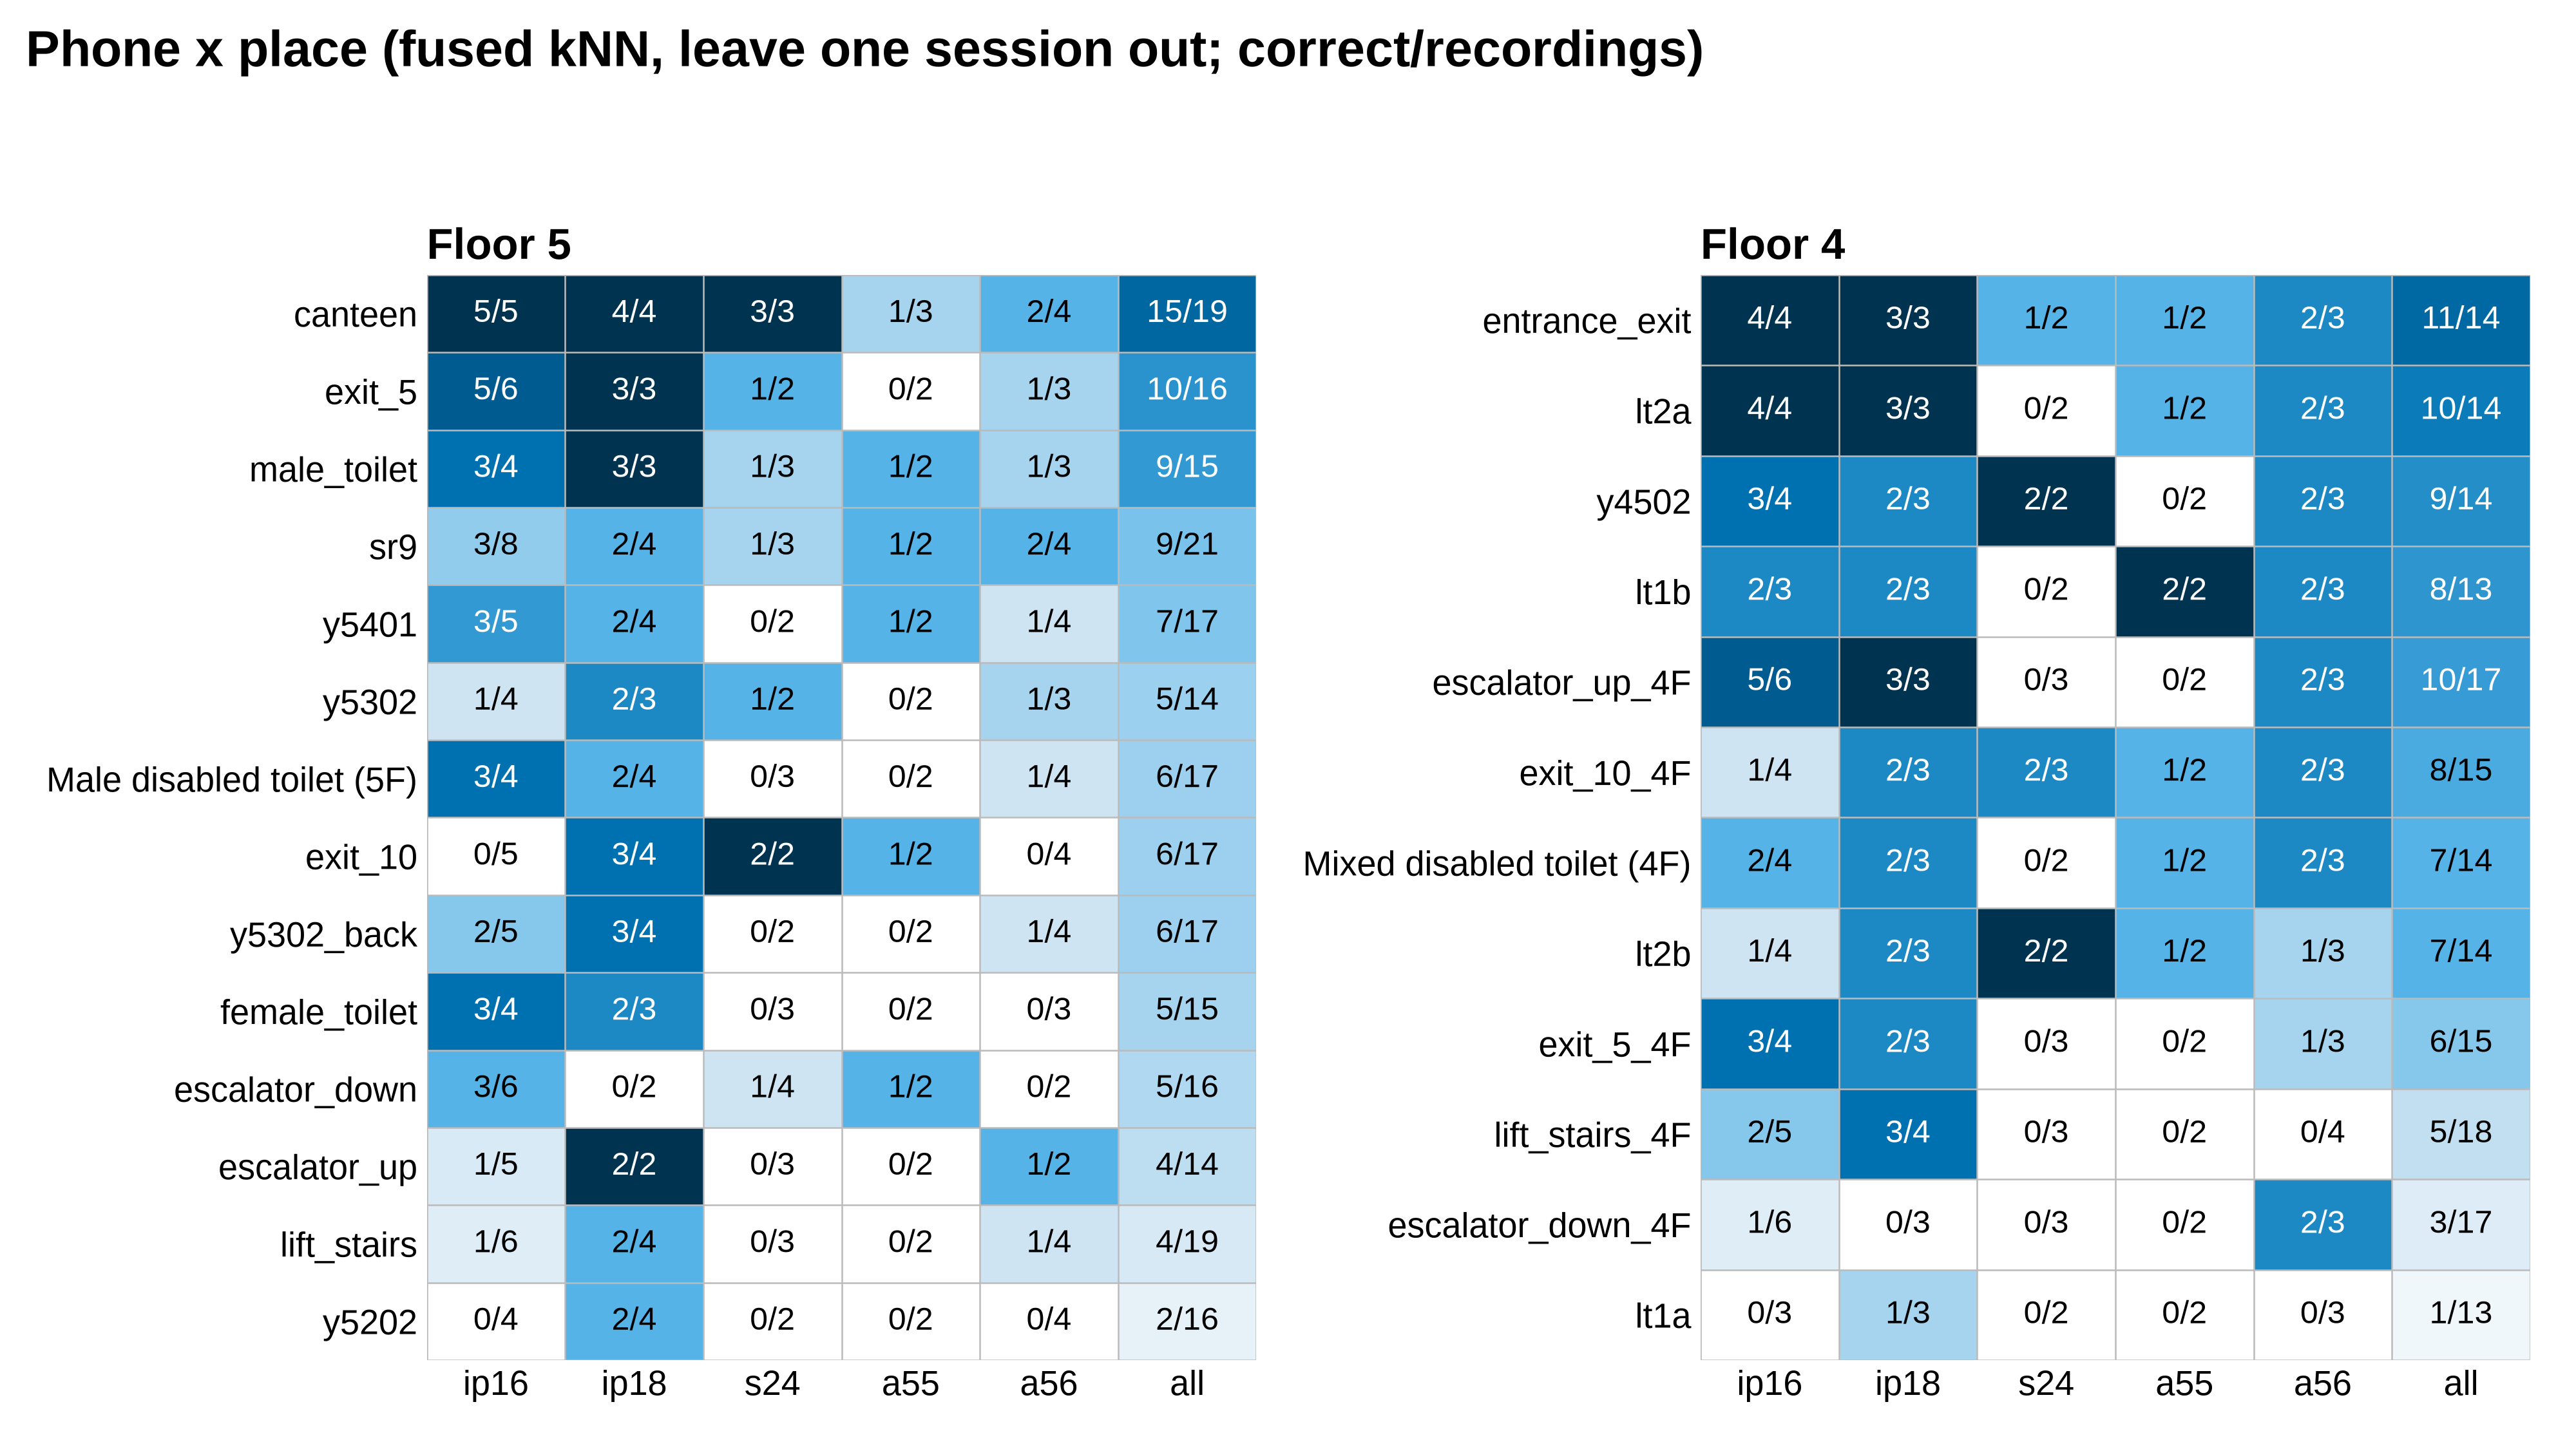 Phone x place (fused kNN, leave one session out; correct/recordings)
Floor 5
canteen 5/5 4/4 3/3 1/3 2/4 15/19
exit_5 5/6 3/3 1/2 0/2 1/3 10/16
male_toilet 3/4 3/3 1/3 1/2 1/3 9/15
sr9 3/8 2/4 1/3 1/2 2/4 9/21
y5401 3/5 2/4 0/2 1/2 1/4 7/17
y5302 1/4 2/3 1/2 0/2 1/3 5/14
Male disabled toilet (5F) 3/4 2/4 0/3 0/2 1/4 6/17
exit_10 0/5 3/4 2/2 1/2 0/4 6/17
y5302_back 2/5 3/4 0/2 0/2 1/4 6/17
female_toilet 3/4 2/3 0/3 0/2 0/3 5/15
escalator_down 3/6 0/2 1/4 1/2 0/2 5/16
escalator_up 1/5 2/2 0/3 0/2 1/2 4/14
lift_stairs 1/6 2/4 0/3 0/2 1/4 4/19
y5202 0/4 2/4 0/2 0/2 0/4 2/16
ip16 ip18 s24 a55 a56 all
Floor 4
entrance_exit 4/4 3/3 1/2 1/2 2/3 11/14
lt2a 4/4 3/3 0/2 1/2 2/3 10/14
y4502 3/4 2/3 2/2 0/2 2/3 9/14
lt1b 2/3 2/3 0/2 2/2 2/3 8/13
escalator_up_4F 5/6 3/3 0/3 0/2 2/3 10/17
exit_10_4F 1/4 2/3 2/3 1/2 2/3 8/15
Mixed disabled toilet (4F) 2/4 2/3 0/2 1/2 2/3 7/14
lt2b 1/4 2/3 2/2 1/2 1/3 7/14
exit_5_4F 3/4 2/3 0/3 0/2 1/3 6/15
lift_stairs_4F 2/5 3/4 0/3 0/2 0/4 5/18
escalator_down_4F 1/6 0/3 0/3 0/2 2/3 3/17
lt1a 0/3 1/3 0/2 0/2 0/3 1/13
ip16 ip18 s24 a55 a56 all